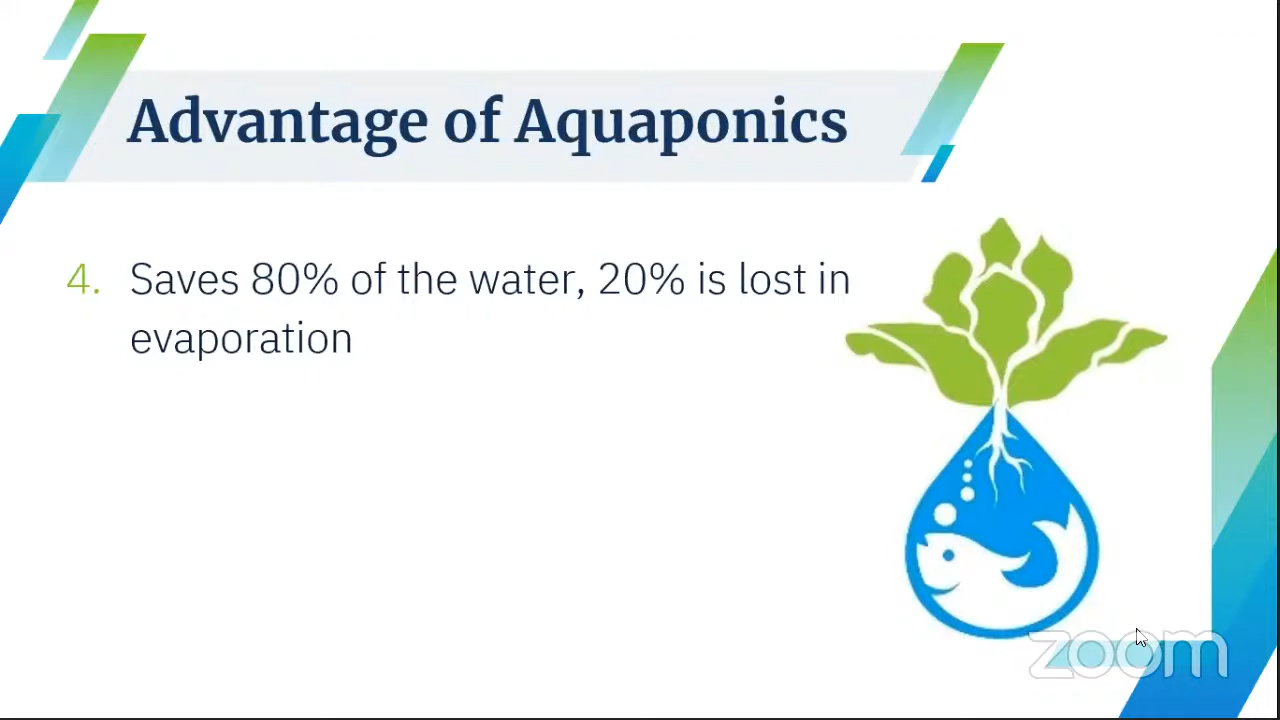 Advantage of Aquaponics
4. Saves 80% of the water, 20% is lost in
evaporation
zoom